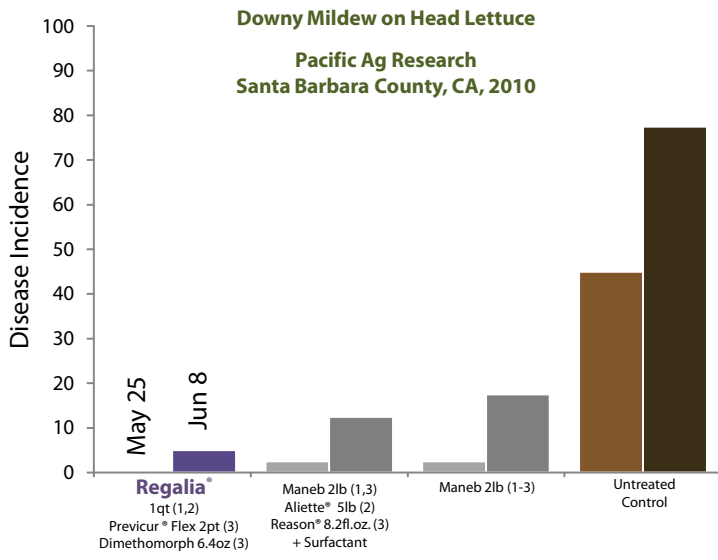 Downy Mildew on Head Lettuce
Pacific Ag Research
Santa Barbara County, CA, 2010
Disease Incidence
100
90
80
70
60
50
40
30
20
10
0
May 25
Jun 8
Regalia®
1qt (1,2)
Previcur ® Flex 2pt (3)
Dimethomorph 6.4oz (3)
Maneb 2lb (1,3)
Aliette® 5lb (2)
Reason® 8.2fl.oz. (3)
+ Surfactant
Maneb 2lb (1-3)
Untreated
Control